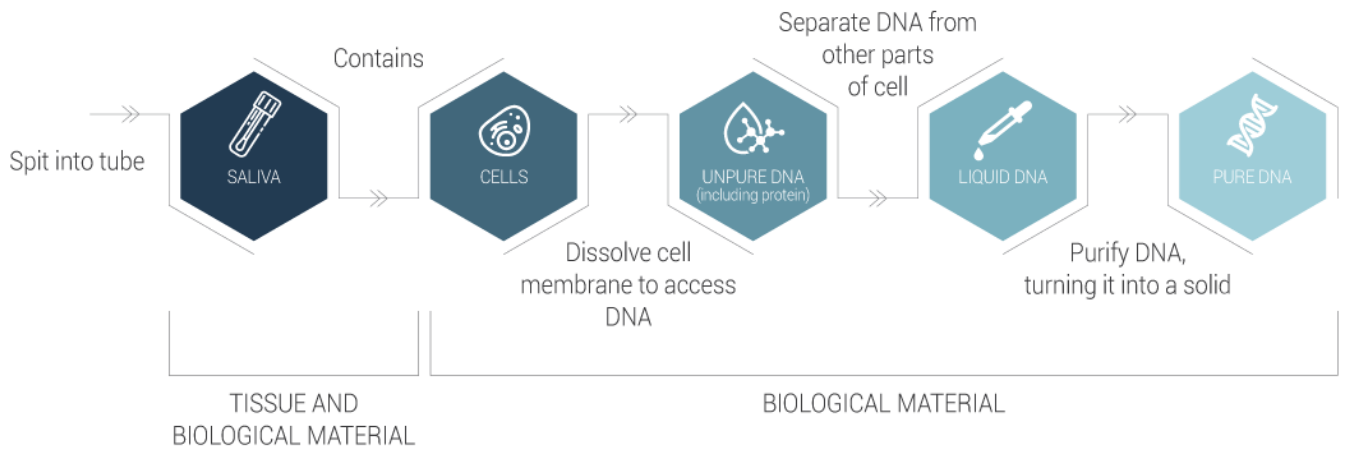 Spit into tube
SALIVA
Contains
CELLS
Dissolve cell
membrane to access
DNA
UNPURE DNA
(including protein)
Separate DNA from
other parts
of cell
LIQUID DNA
Purify DNA,
turning it into a solid
PURE DNA
TISSUE AND
BIOLOGICAL MATERIAL
BIOLOGICAL MATERIAL